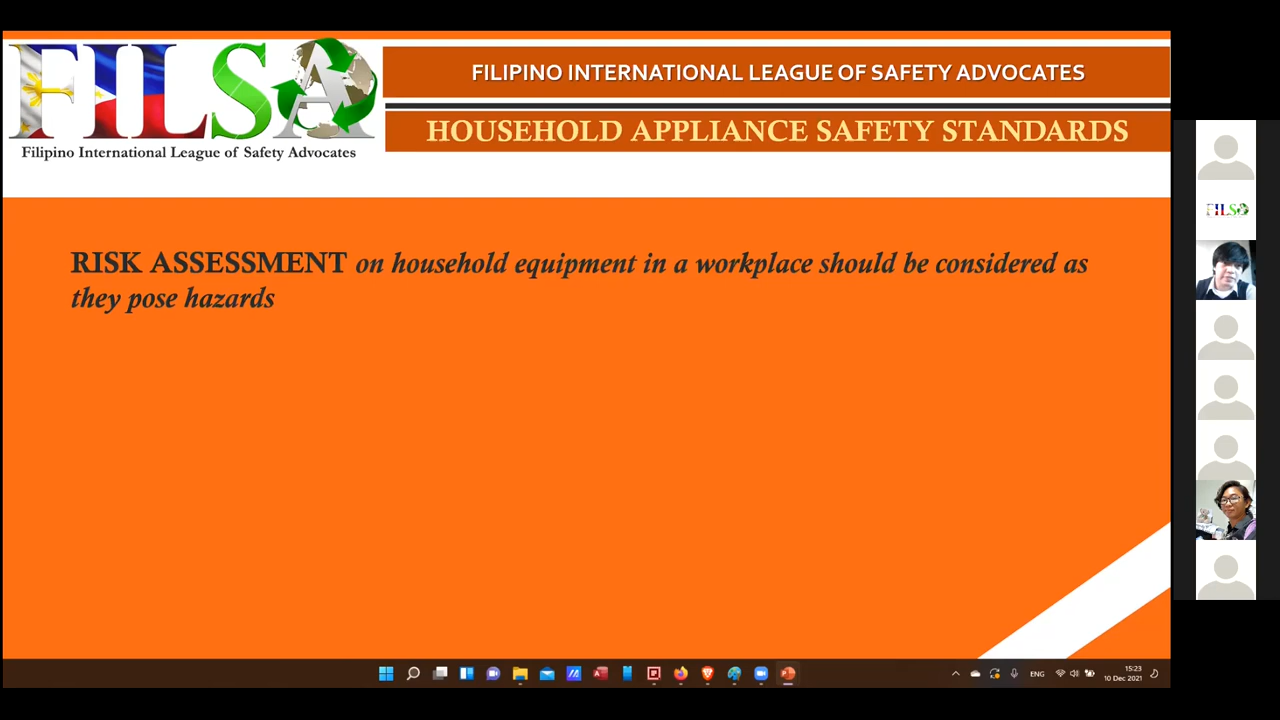 FILSA
Filipino International League of Safety Advocates
FILIPINO INTERNATIONAL LEAGUE OF SAFETY ADVOCATES
HOUSEHOLD APPLIANCE SAFETY STANDARDS
RISK ASSESSMENT on household equipment in a workplace should be considered as
they pose hazards
FILSA
ENG
15:23
10 Dec 2021